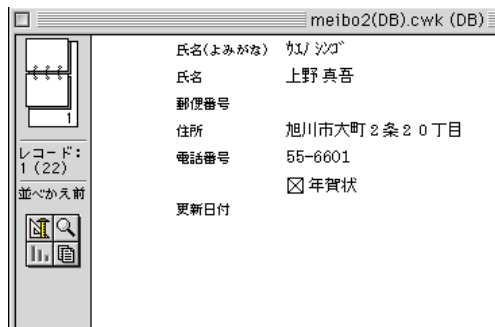 meibo2(DB).cwk (DB)
1
レコード：
1 (22)
並べかえ前
氏名(よみがな) ｳｴﾉ ｼﾝｺﾞ
氏名 上野 真吾
郵便番号
住所 旭川市大町２条２０丁目
電話番号 55-6601
年賀状
更新日付